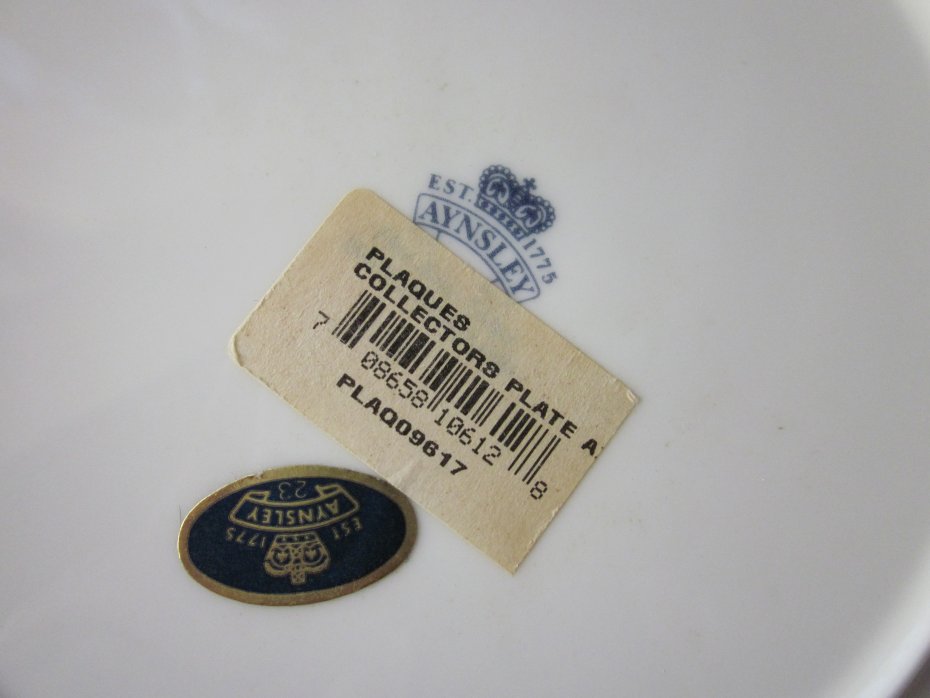 EST. 1775
AYNSLEY
PLAQUES
COLLECTORS PLATE A
7 08658 10612 8
PLAQ09617
EST 1775
AYNSLEY
23